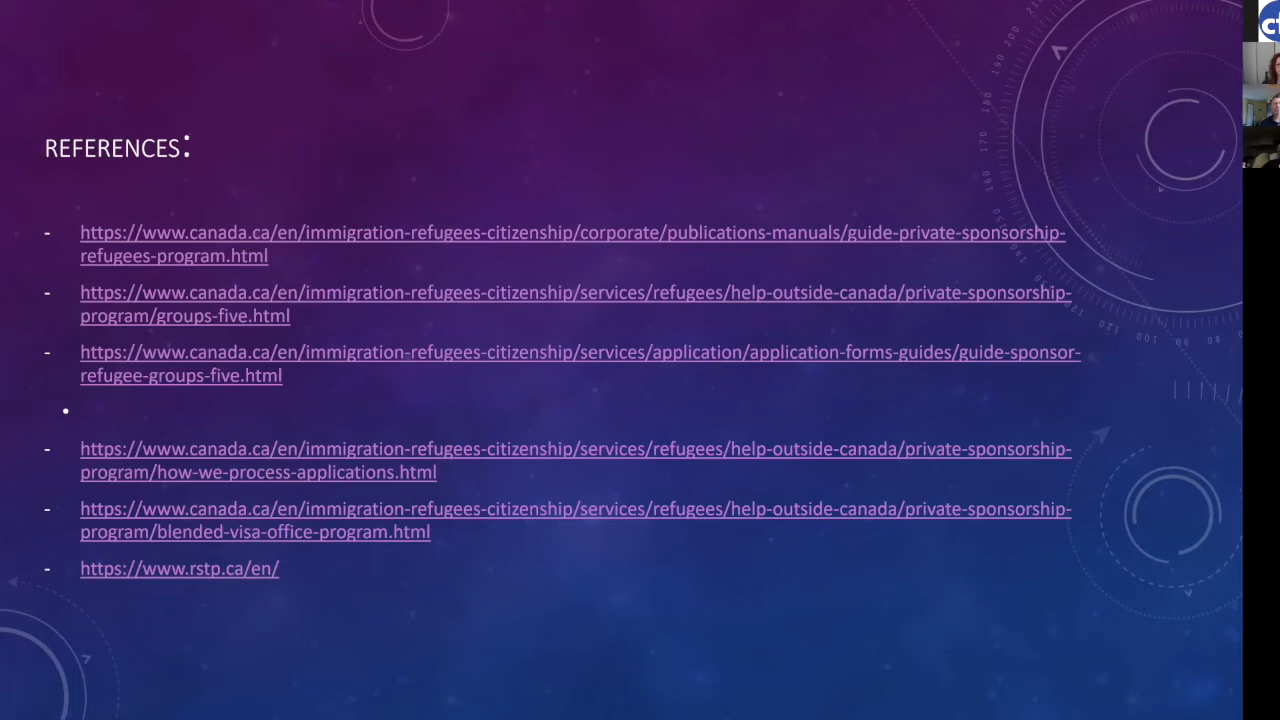 REFERENCES:
- https://www.canada.ca/en/immigration-refugees-citizenship/corporate/publications-manuals/guide-private-sponsorship-
refugees-program.html
- https://www.canada.ca/en/immigration-refugees-citizenship/services/refugees/help-outside-canada/private-sponsorship-
program/groups-five.html
- https://www.canada.ca/en/immigration-refugees-citizenship/services/application/application-forms-guides/guide-sponsor-
refugee-groups-five.html
•
- https://www.canada.ca/en/immigration-refugees-citizenship/services/refugees/help-outside-canada/private-sponsorship-
program/how-we-process-applications.html
- https://www.canada.ca/en/immigration-refugees-citizenship/services/refugees/help-outside-canada/private-sponsorship-
program/blended-visa-office-program.html
- https://www.rstp.ca/en/